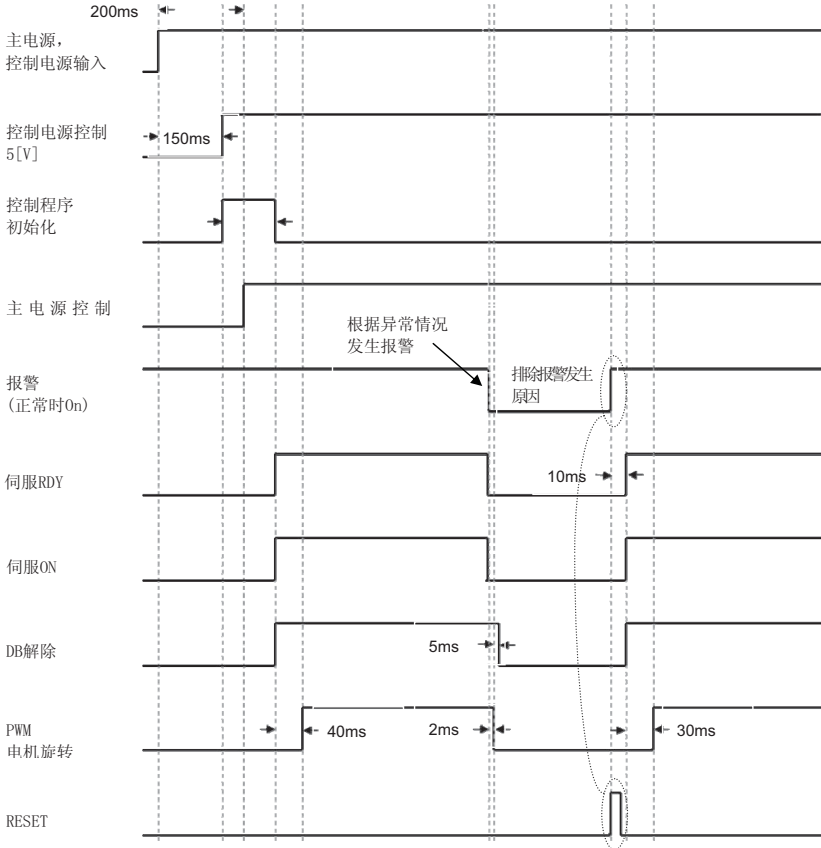 200ms
主电源，
控制电源输入
控制电源控制
5[V]
150ms
控制程序
初始化
主电源控制
根据异常情况
发生报警
报警
(正常时On)
排除报警发生
原因
伺服RDY
10ms
伺服ON
DB解除
5ms
PWM
电机旋转
40ms
2ms
30ms
RESET